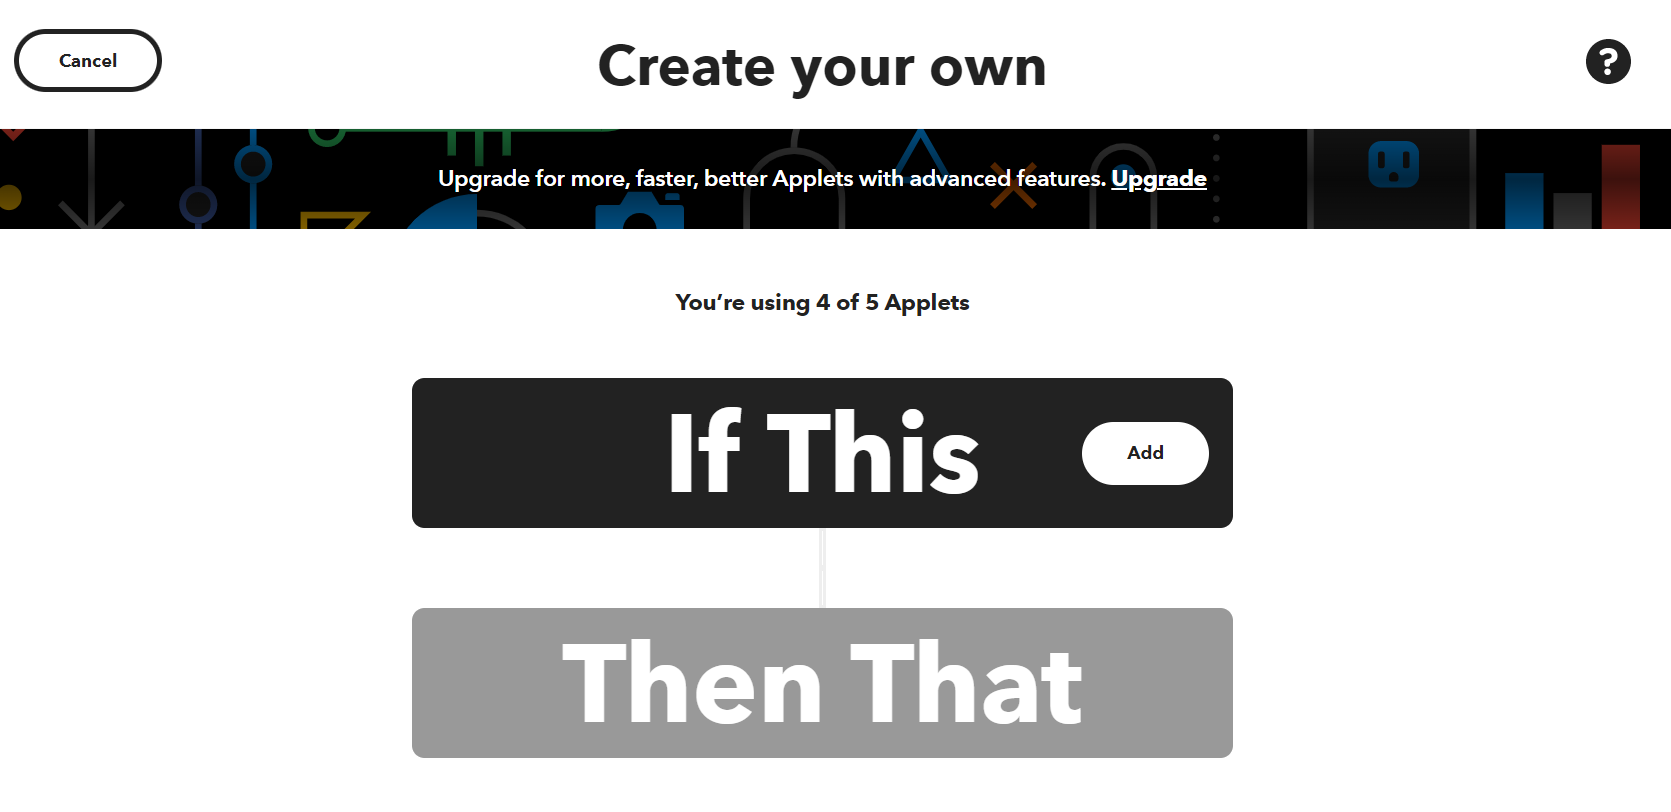 Cancel
Create your own
?
Upgrade for more, faster, better Applets with advanced features. Upgrade
You’re using 4 of 5 Applets
If This
Add
Then That